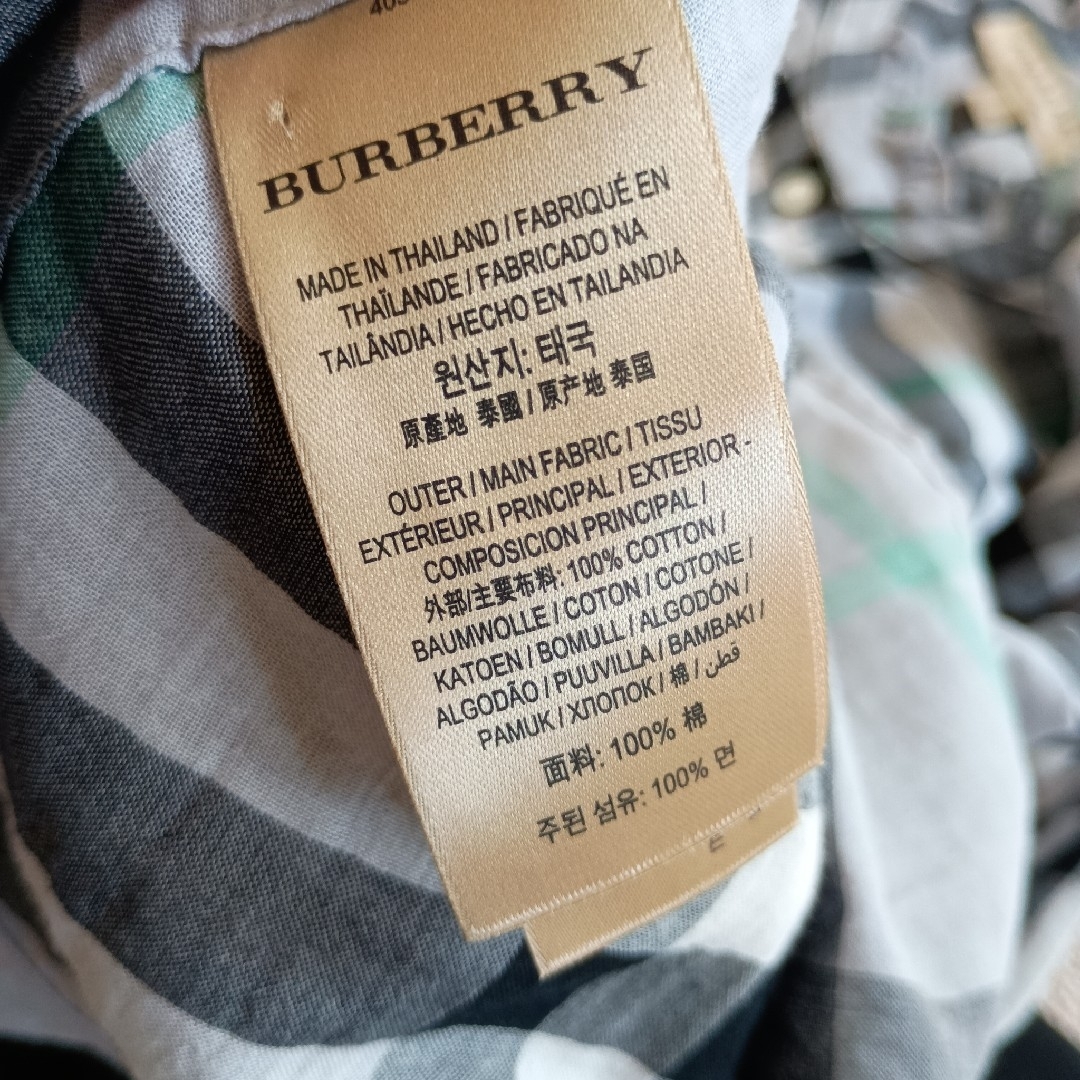 BURBERRY
MADE IN THAILAND / FABRIQUÉ EN
THAÏLANDE / FABRICADO NA
TAILÂNDIA / HECHO EN TAILANDIA
원산지: 태국
原產地 泰國 / 原产地 泰国
OUTER / MAIN FABRIC / TISSU
EXTÉRIEUR / PRINCIPAL / EXTERIOR -
COMPOSICION PRINCIPAL /
外部/主要布料: 100% COTTON /
BAUMWOLLE / COTON / COTONE /
KATOEN / BOMULL / ALGODÓN /
ALGODÃO / PUUVILLA / BAMBAKI /
PAMUK / ХЛОПОК / 棉 / قطن
面料: 100% 棉
주된 섬유: 100% 면